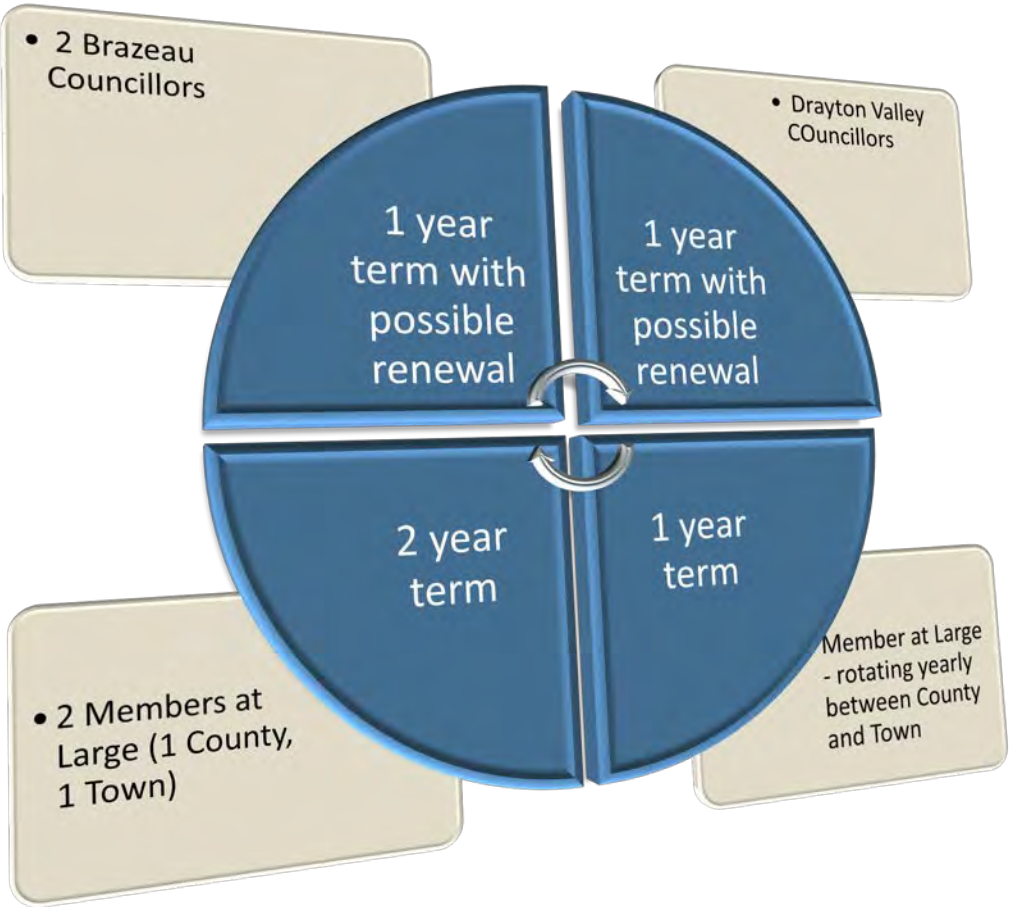 • 2 Brazeau
Councillors
• Drayton Valley
COuncillors
1 year
term with
possible
renewal
1 year
term with
possible
renewal
2 year
term
1 year
term
• 2 Members at
Large (1 County,
1 Town)
Member at Large
- rotating yearly
between County
and Town